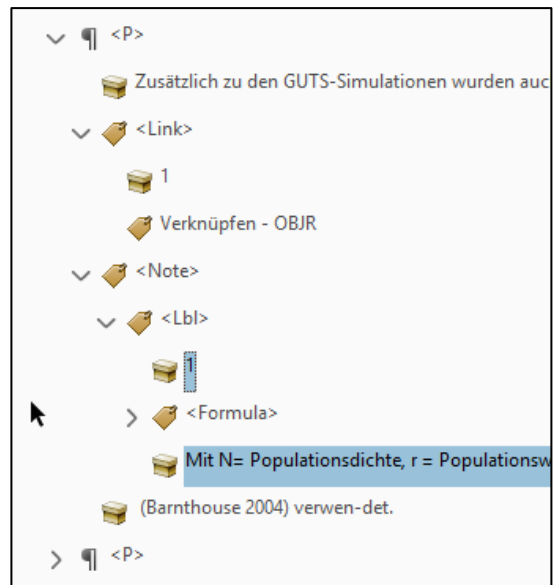 <P>
Zusätzlich zu den GUTS-Simulationen wurden auc
<Link>
1
Verknüpfen - OBJR
<Note>
<Lbl>
1
<Formula>
Mit N= Populationsdichte, r = Populationsw
(Barnthouse 2004) verwen-det.
<P>